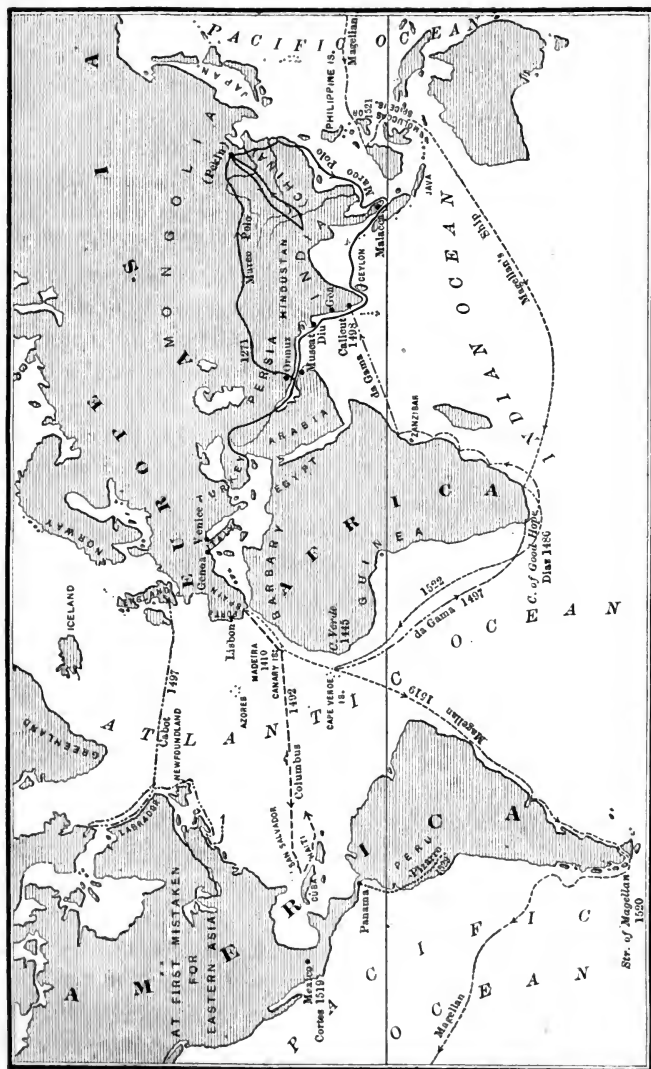 PACIFIC OCEAN
Magellan
JAPAN
PHILIPPINE IS.
1521
MOLUCCAS OR
SPICE IS.
ASIA
MONGOLIA
(Pekin)
(CHINA)
Marco Polo
Marco Polo
1271
HINDUSTAN
INDIA
Malacca
JAVA
CEYLON
Goa
Diu
Calicut
1498
Muscat
Ormuz
PERSIA
ARABIA
TURKEY
EGYPT
INDIAN OCEAN
Magellan's Ship
da Gama
ZANZIBAR
EUROPE
NORWAY
Venice
Genoa
ITALY
ENGLAND
SPAIN
Lisbon
BARBARY
AFRICA
GUINEA
C. Verde
1445
C. of Good Hope
Diaz 1486
1522
da Gama 1497
ICELAND
GREENLAND
ATLANTIC
OCEAN
MADEIRA
1419
CANARY IS.
AZORES
CAPE VERDE
IS.
1497
Cabot
NEWFOUNDLAND
LABRADOR
1492
Columbus
SAN SALVADOR
CUBA
HAITI
Magellan 1519
AMERICA
AT FIRST MISTAKEN
FOR
EASTERN ASIA
Mexico
Cortes 1519
Panama
PERU
Pizarro
Str. of Magellan
1520
PACIFIC
OCEAN
Magellan